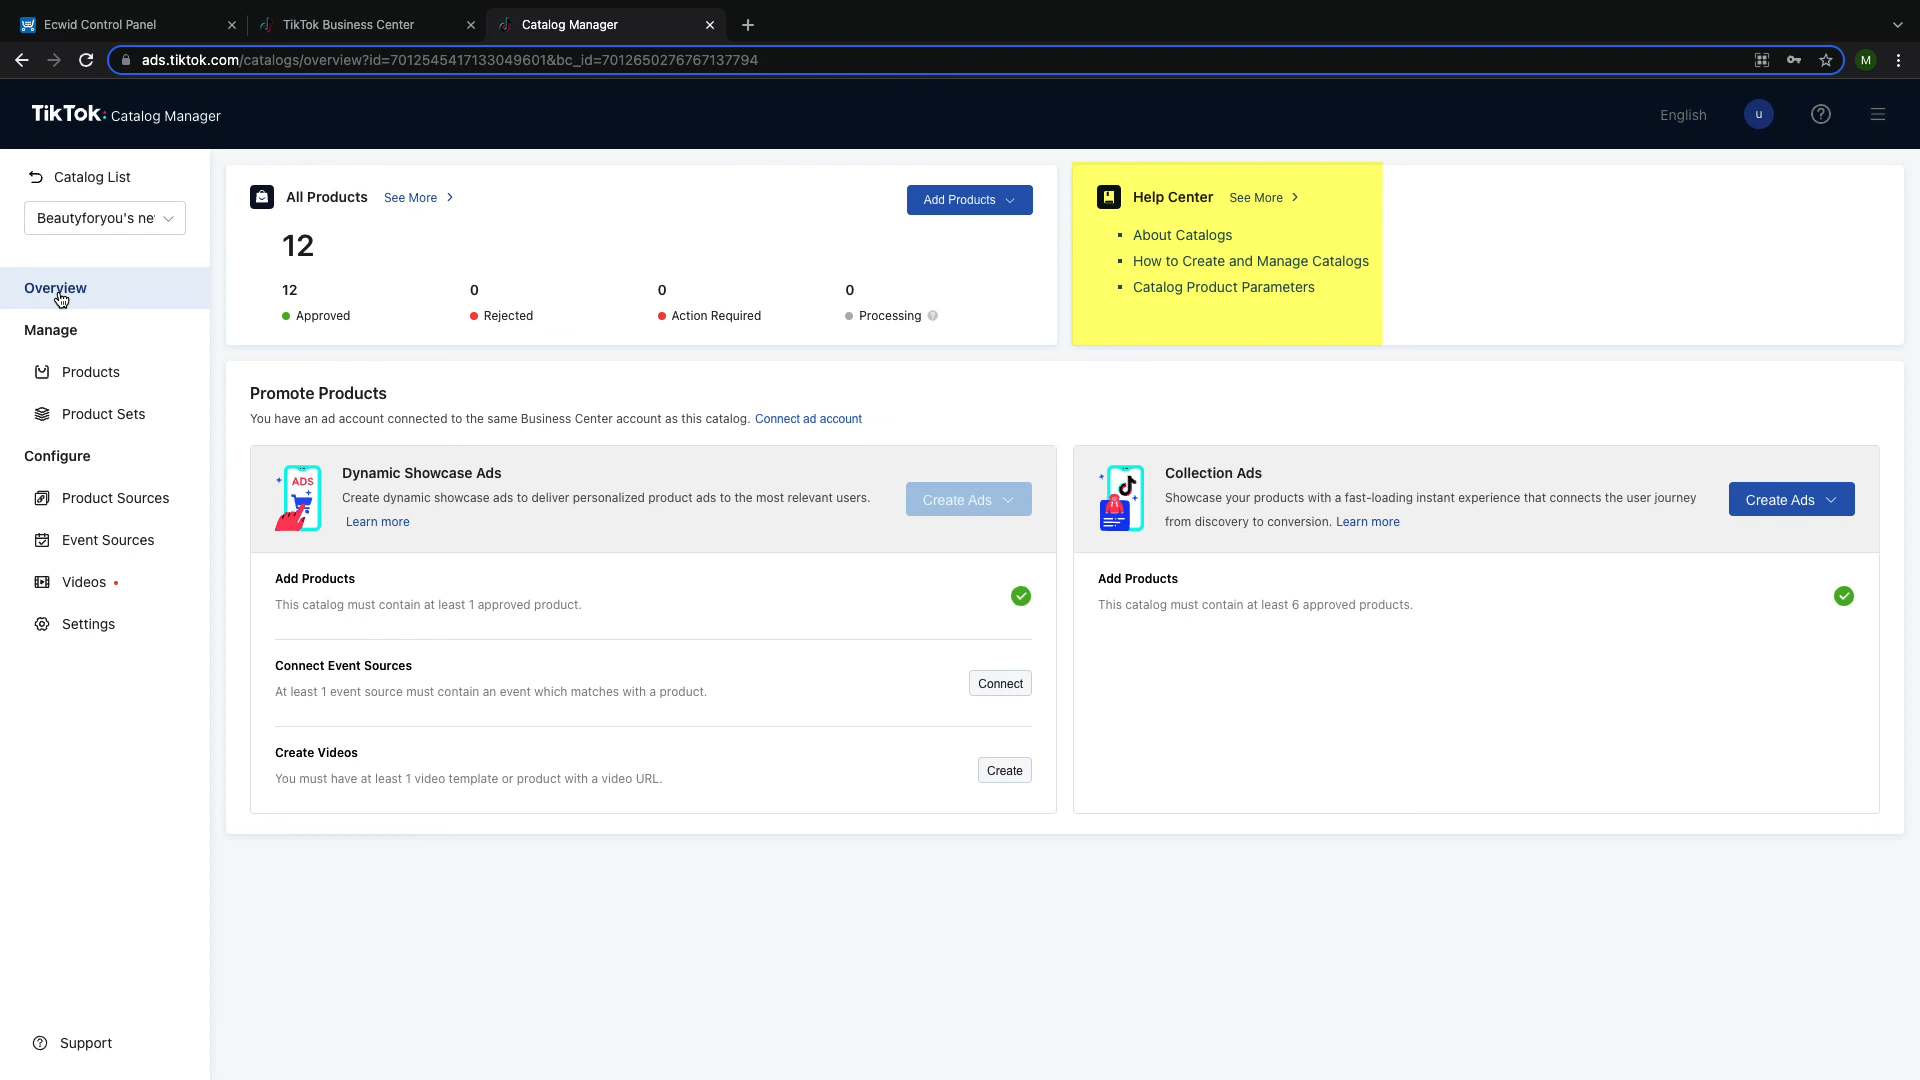 Ecwid Control Panel
TikTok Business Center
Catalog Manager
ads.tiktok.com/catalogs/overview?id=7012545417133049601&bc_id=7012650276767137794
M
TikTok: Catalog Manager
English
u
Catalog List
Beautyforyou's ne
Overview
Manage
Products
Product Sets
Configure
Product Sources
Event Sources
Videos
Settings
Support
All Products See More
Add Products
12
12 0 0 0
Approved Rejected Action Required Processing
Help Center See More
About Catalogs
How to Create and Manage Catalogs
Catalog Product Parameters
Promote Products
You have an ad account connected to the same Business Center account as this catalog. Connect ad account
ADS
Dynamic Showcase Ads
Create dynamic showcase ads to deliver personalized product ads to the most relevant users.
Learn more
Create Ads
Add Products
This catalog must contain at least 1 approved product.
Connect Event Sources
At least 1 event source must contain an event which matches with a product.
Connect
Create Videos
You must have at least 1 video template or product with a video URL.
Create
Collection Ads
Showcase your products with a fast-loading instant experience that connects the user journey
from discovery to conversion. Learn more
Create Ads
Add Products
This catalog must contain at least 6 approved products.